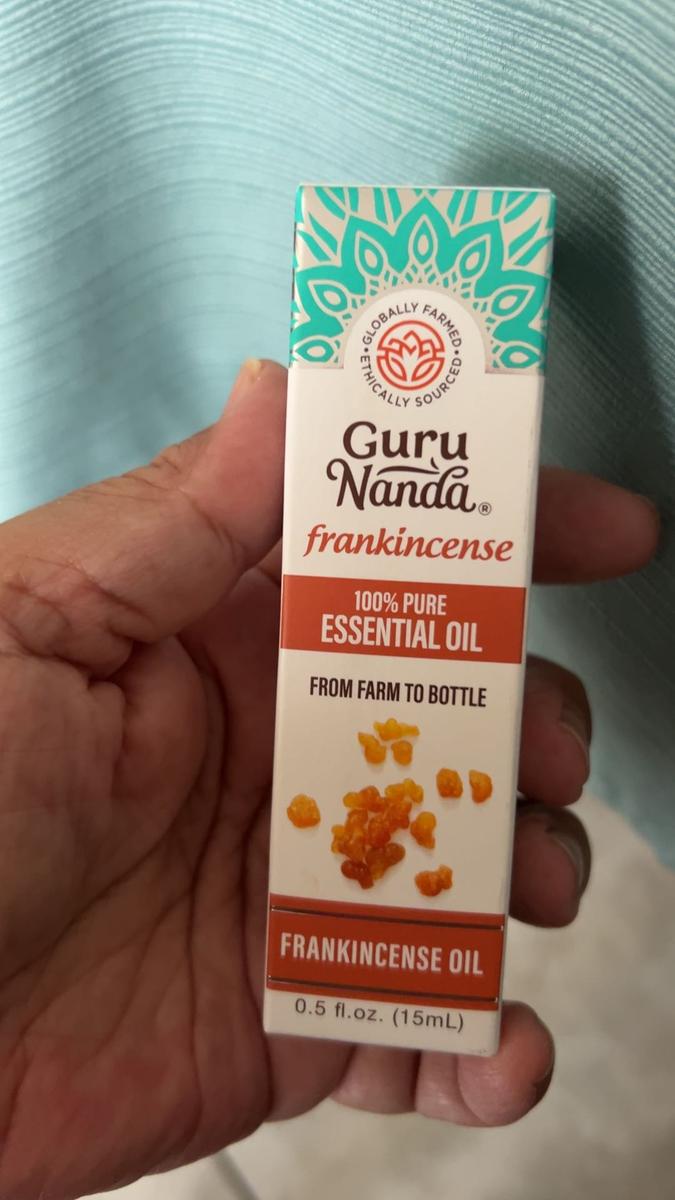 GLOBALLY FARMED
• ETHICALLY SOURCED •
Guru
Nanda®
frankincense
100% PURE
ESSENTIAL OIL
FROM FARM TO BOTTLE
FRANKINCENSE OIL
0.5 fl.oz. (15mL)